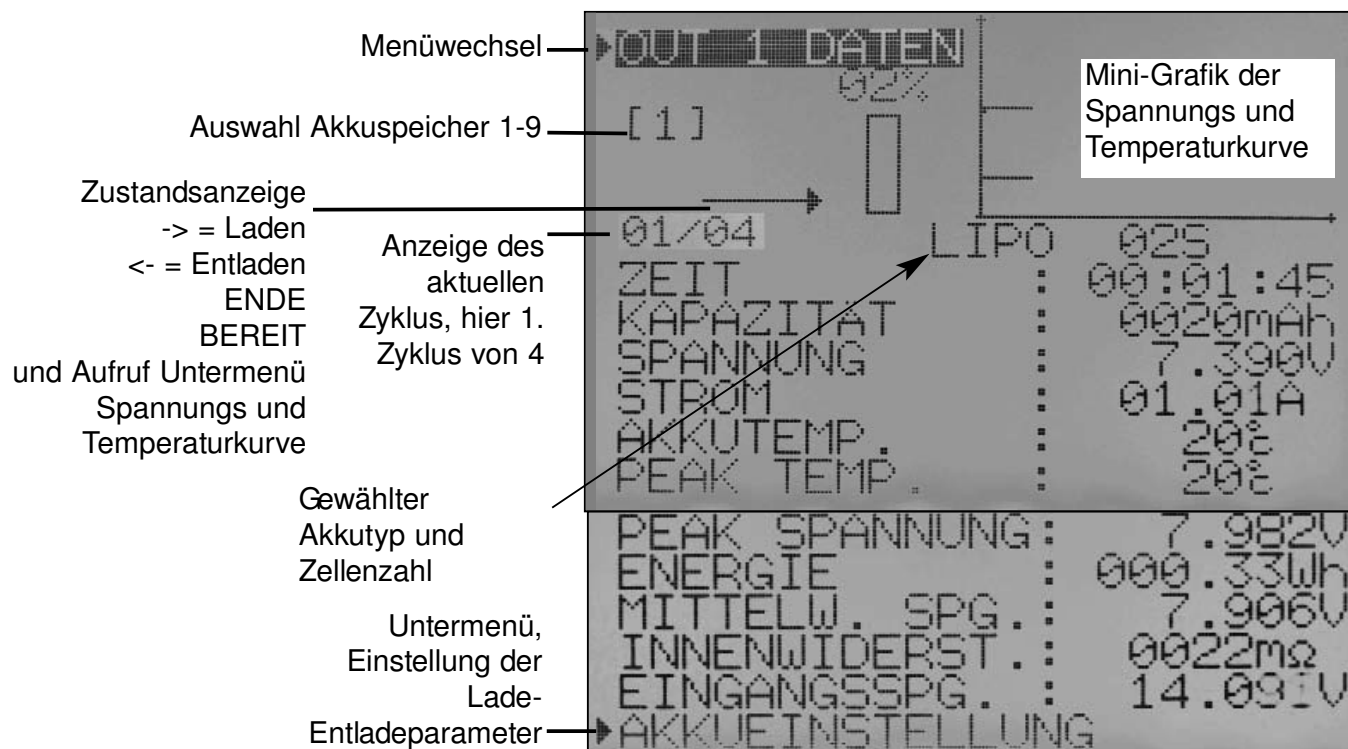 Menüwechsel
OUT 1 DATEN
02%
Mini-Grafik der
Spannungs und
Temperaturkurve
Auswahl Akkuspeicher 1-9
[1]
Zustandsanzeige
-> = Laden
<- = Entladen
ENDE
BEREIT
und Aufruf Untermenü
Spannungs und
Temperaturkurve
Anzeige des
aktuellen
Zyklus, hier 1.
Zyklus von 4
01/04
LIPO 02S
ZEIT : 00:01:45
KAPAZITÄT : 0020mAh
SPANNUNG : 7.390V
STROM : 01.01A
AKKUTEMP. : 20°c
PEAK TEMP. : 20°c
Gewählter
Akkutyp und
Zellenzahl
PEAK SPANNUNG: 7.982V
ENERGIE : 000.33Wh
MITTELW. SPG.: 7.906V
INNENWIDERST.: 0022mΩ
EINGANGSSPG. : 14.091V
Untermenü,
Einstellung der
Lade-
Entladeparameter
AKKUEINSTELLUNG